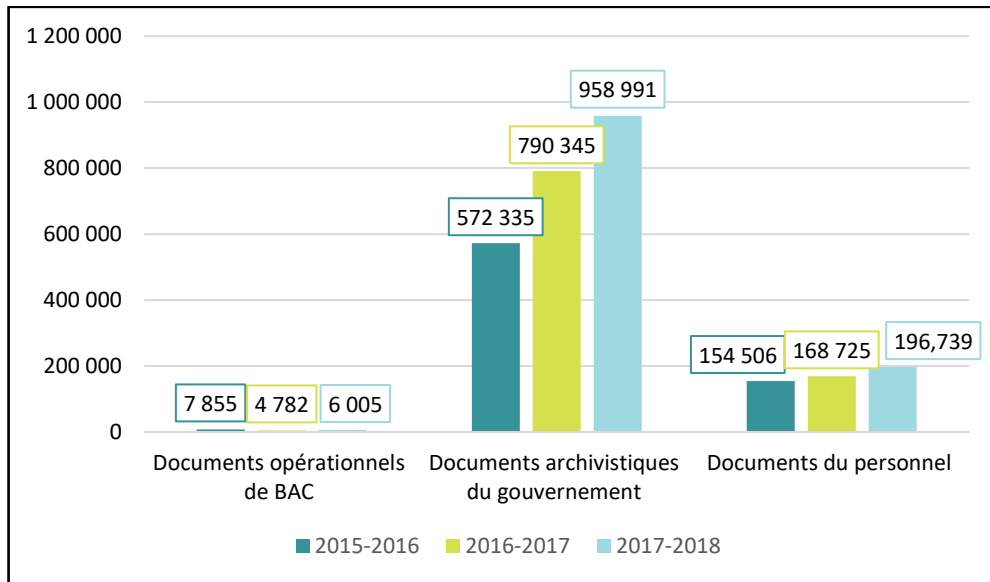 1 200 000
1 000 000
800 000
600 000
400 000
200 000
0
7 855
4 782
6 005
572 335
790 345
958 991
154 506
168 725
196,739
Documents opérationnels
de BAC
Documents archivistiques
du gouvernement
Documents du personnel
2015-2016
2016-2017
2017-2018